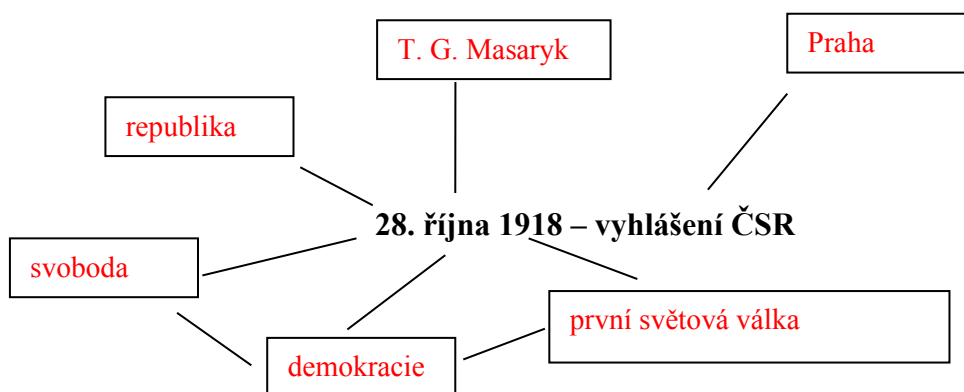 T. G. Masaryk
Praha
republika
28. října 1918 – vyhlášení ČSR
svoboda
první světová válka
demokracie